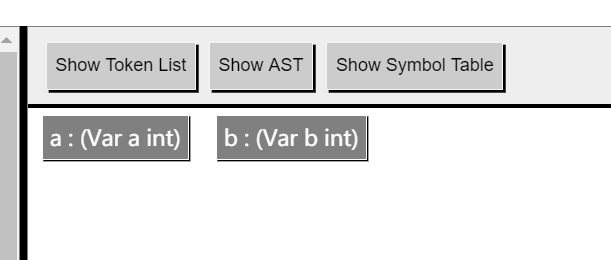 Show Token List Show AST Show Symbol Table
a : (Var a int) b : (Var b int)